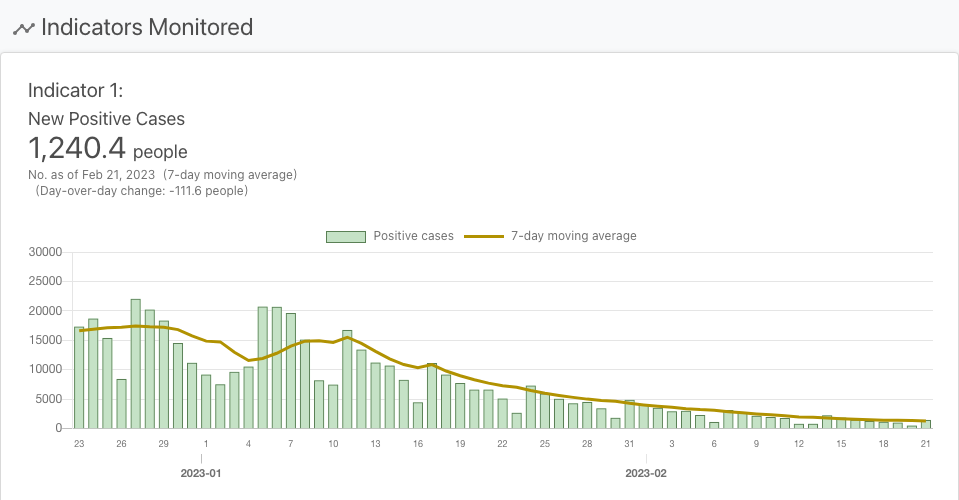 Indicators Monitored
Indicator 1:
New Positive Cases
1,240.4 people
No. as of Feb 21, 2023 (7-day moving average)
(Day-over-day change: -111.6 people)
Positive cases 7-day moving average
30000
25000
20000
15000
10000
5000
0
23 26 29 1 4 7 10 13 16 19 22 25 28 31 3 6 9 12 15 18 21
2023-01 2023-02